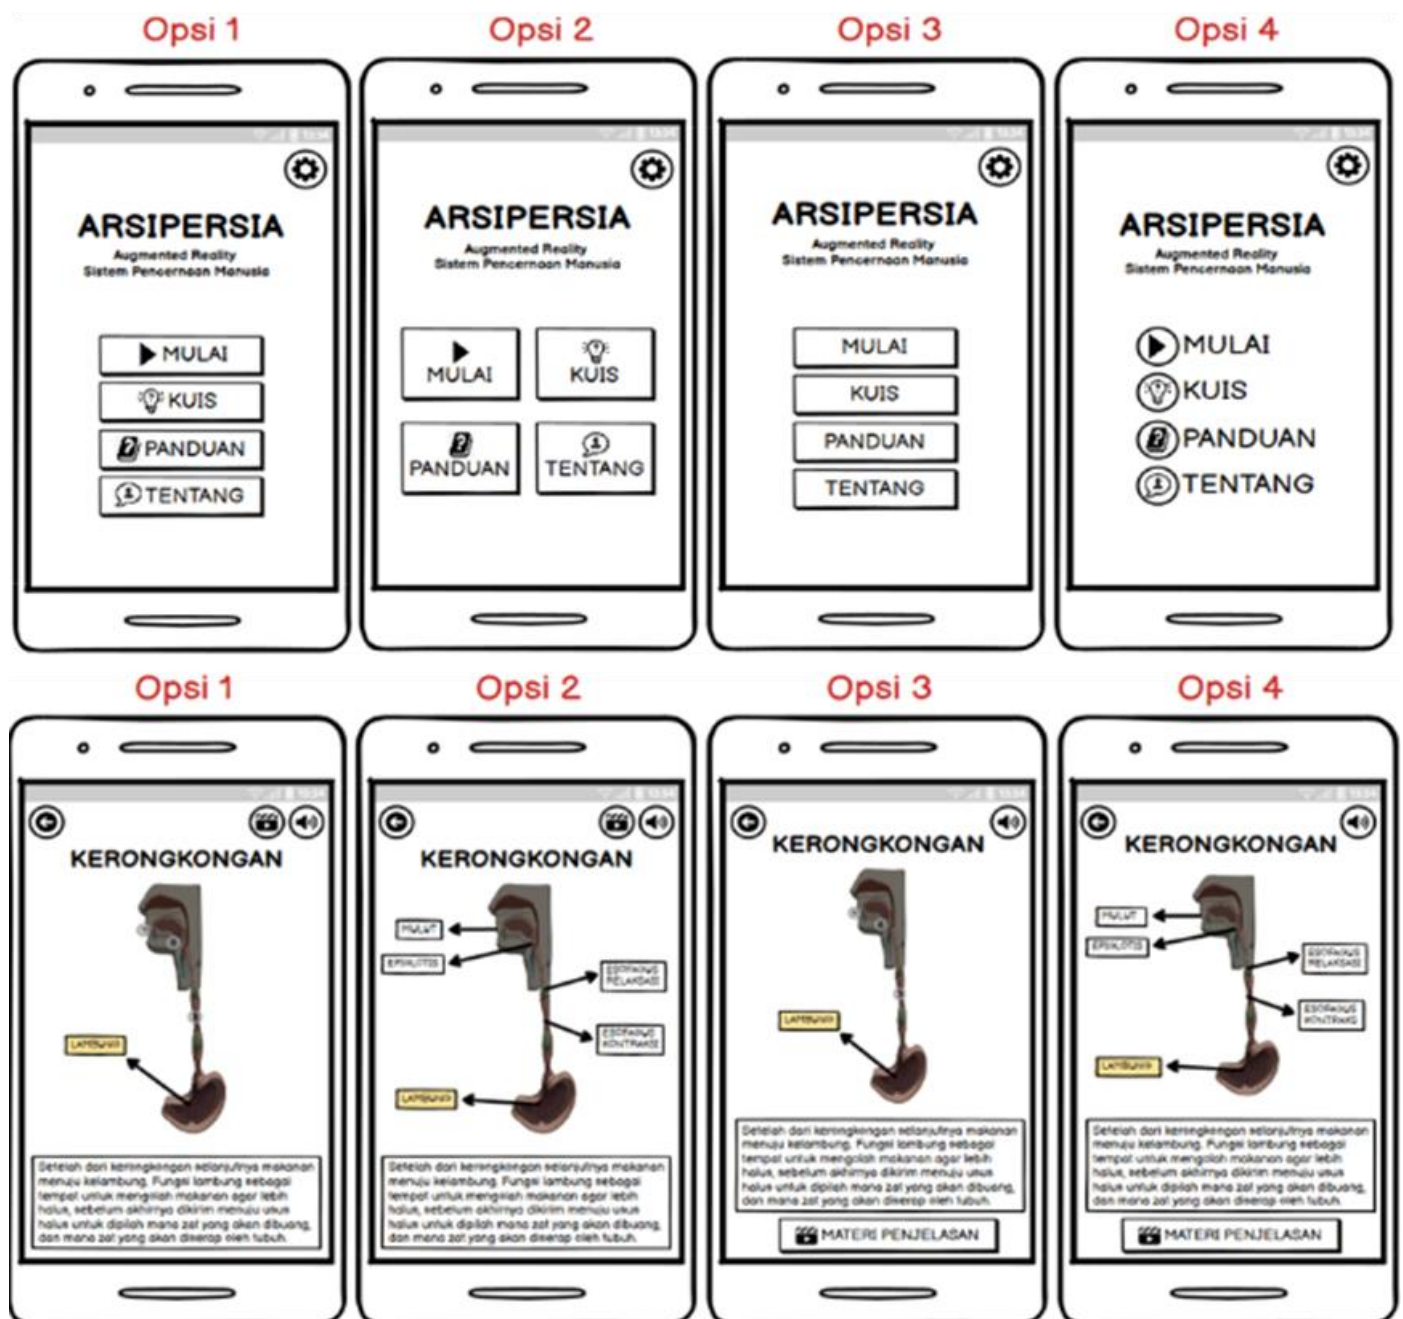 Opsi 1
Opsi 2
Opsi 3
Opsi 4
ARSIPERSIA
Augmented Reality
Sistem Pencernaan Manusia
MULAI
KUIS
PANDUAN
TENTANG
ARSIPERSIA
Augmented Reality
Sistem Pencernaan Manusia
MULAI
KUIS
PANDUAN
TENTANG
ARSIPERSIA
Augmented Reality
Sistem Pencernaan Manusia
MULAI
KUIS
PANDUAN
TENTANG
ARSIPERSIA
Augmented Reality
Sistem Pencernaan Manusia
MULAI
KUIS
PANDUAN
TENTANG
Opsi 1
Opsi 2
Opsi 3
Opsi 4
KERONGKONGAN
LAMBUNG
Setelah dari kerongkongan selanjutnya makanan
menuju kelambung. Fungsi lambung sebagai
tempat untuk mengolah makanan agar lebih
halus, sebelum akhirnya dikirim menuju usus
halus untuk dipilah mana zat yang akan dibuang,
dan mana zat yang akan diserap oleh tubuh.
KERONGKONGAN
MULUT
EPIGLOTIS
ESOFAGUS
RELAKSASI
ESOFAGUS
KONTRAKSI
LAMBUNG
Setelah dari kerongkongan selanjutnya makanan
menuju kelambung. Fungsi lambung sebagai
tempat untuk mengolah makanan agar lebih
halus, sebelum akhirnya dikirim menuju usus
halus untuk dipilah mana zat yang akan dibuang,
dan mana zat yang akan diserap oleh tubuh.
KERONGKONGAN
LAMBUNG
Setelah dari kerongkongan selanjutnya makanan
menuju kelambung. Fungsi lambung sebagai
tempat untuk mengolah makanan agar lebih
halus, sebelum akhirnya dikirim menuju usus
halus untuk dipilah mana zat yang akan dibuang,
dan mana zat yang akan diserap oleh tubuh.
MATERI PENJELASAN
KERONGKONGAN
MULUT
EPIGLOTIS
ESOFAGUS
RELAKSASI
ESOFAGUS
LAMBUNG
Setelah dari kerongkongan selanjutnya makanan
menuju kelambung. Fungsi lambung sebagai
tempat untuk mengolah makanan agar lebih
halus, sebelum akhirnya dikirim menuju usus
halus untuk dipilah mana zat yang akan dibuang,
dan mana zat yang akan diserap oleh tubuh.
MATERI PENJELASAN